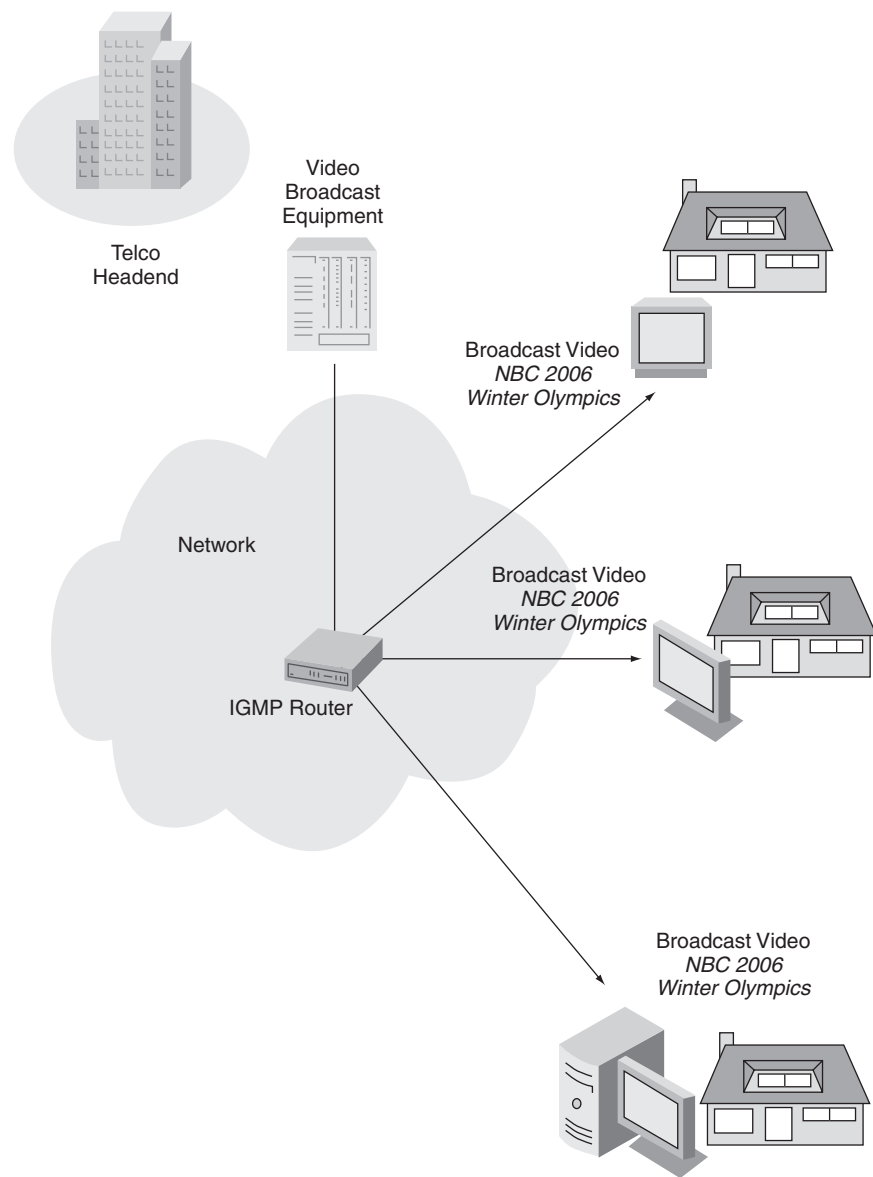 Video
Broadcast
Equipment
Telco
Headend
Broadcast Video
NBC 2006
Winter Olympics
Network
Broadcast Video
NBC 2006
Winter Olympics
IGMP Router
Broadcast Video
NBC 2006
Winter Olympics